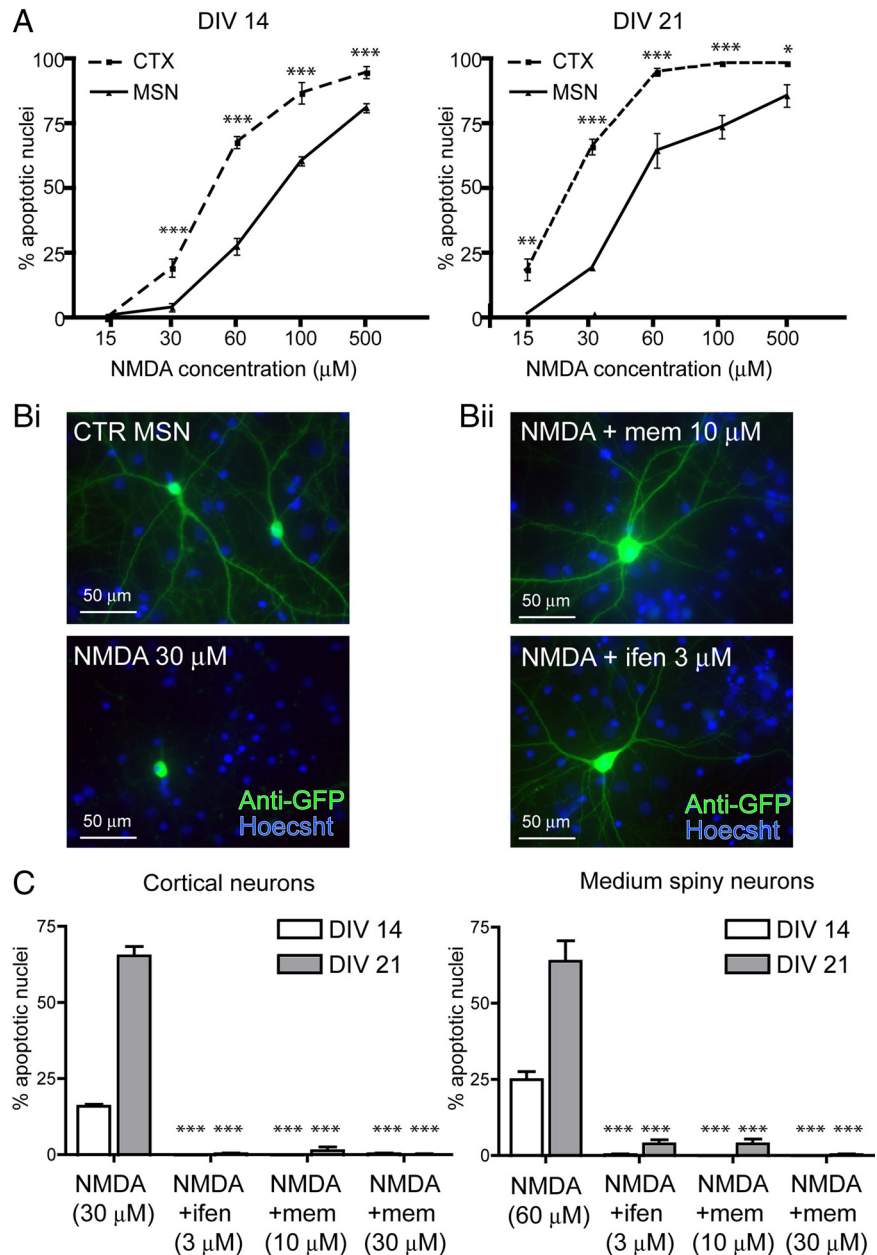 A
DIV 14
DIV 21
% apoptotic nuclei
100
75
50
25
0
CTX
MSN
***
***
***
***
15
30
60
100
500
NMDA concentration (μM)
% apoptotic nuclei
100
75
50
25
0
CTX
MSN
**
***
***
***
*
15
30
60
100
500
NMDA concentration (μM)
Bi
CTR MSN
50 μm
NMDA 30 μM
Anti-GFP
Hoecsht
50 μm
Bii
NMDA + mem 10 μM
50 μm
NMDA + ifen 3 μM
Anti-GFP
Hoecsht
50 μm
C
Cortical neurons
% apoptotic nuclei
75
50
25
0
DIV 14
DIV 21
*** *** *** *** *** ***
NMDA
(30 μM)
NMDA
+ifen
(3 μM)
NMDA
+mem
(10 μM)
NMDA
+mem
(30 μM)
Medium spiny neurons
% apoptotic nuclei
75
50
25
0
DIV 14
DIV 21
*** *** *** *** *** ***
NMDA
(60 μM)
NMDA
+ifen
(3 μM)
NMDA
+mem
(10 μM)
NMDA
+mem
(30 μM)